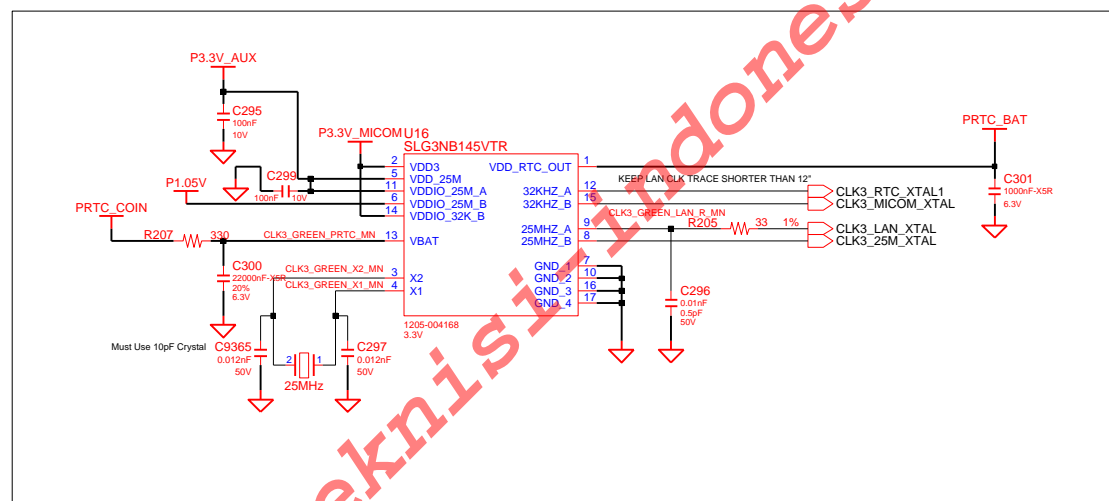 P3.3V_AUX
C295
100nF
10V
P3.3V_MICOM
U16
SLG3NB145VTR
PRTC_BAT
2
VDD3
VDD_RTC_OUT
1
5
VDD_25M
KEEP LAN CLK TRACE SHORTER THAN 12"
C299
100nF
10V
11
VDDIO_25M_A
32KHZ_A
12
CLK3_RTC_XTAL1
C301
1000nF-X5R
6.3V
P1.05V
6
VDDIO_25M_B
32KHZ_B
15
CLK3_MICOM_XTAL
14
VDDIO_32K_B
CLK3_GREEN_LAN_R_MN
PRTC_COIN
25MHZ_A
9
R205
33
1%
CLK3_LAN_XTAL
R207
330
CLK3_GREEN_PRTC_MN
13
VBAT
25MHZ_B
8
CLK3_25M_XTAL
C300
22000nF-X5R
20%
6.3V
CLK3_GREEN_X2_MN
3
X2
GND_1
7
CLK3_GREEN_X1_MN
4
X1
GND_2
10
GND_3
16
GND_4
17
C296
0.01nF
0.5pF
50V
1205-004168
3.3V
Must Use 10pF Crystal
C9365
0.012nF
50V
2
1
25MHz
C297
0.012nF
50V
teknisi-indones